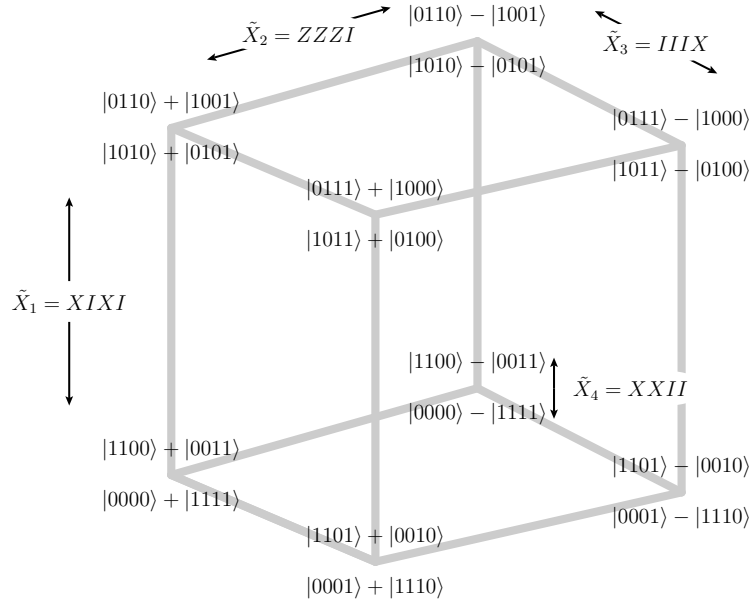 |0110⟩ − |1001⟩
X̃₂ = ZZZI
X̃₃ = IIIX
|1010⟩ − |0101⟩
|0110⟩ + |1001⟩
|0111⟩ − |1000⟩
|1010⟩ + |0101⟩
|1011⟩ − |0100⟩
|0111⟩ + |1000⟩
|1011⟩ + |0100⟩
X̃₁ = XIXI
|1100⟩ − |0011⟩
X̃₄ = XXII
|0000⟩ − |1111⟩
|1100⟩ + |0011⟩
|1101⟩ − |0010⟩
|0000⟩ + |1111⟩
|0001⟩ − |1110⟩
|1101⟩ + |0010⟩
|0001⟩ + |1110⟩